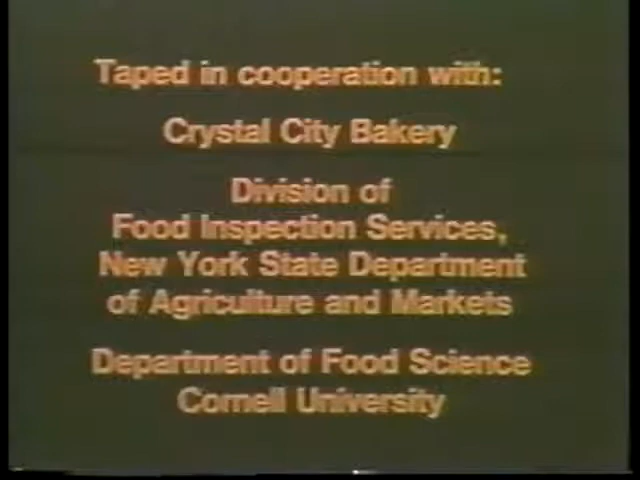 Taped in cooperation with:
Crystal City Bakery
Division of
Food Inspection Services,
New York State Department
of Agriculture and Markets
Department of Food Science
Cornell University